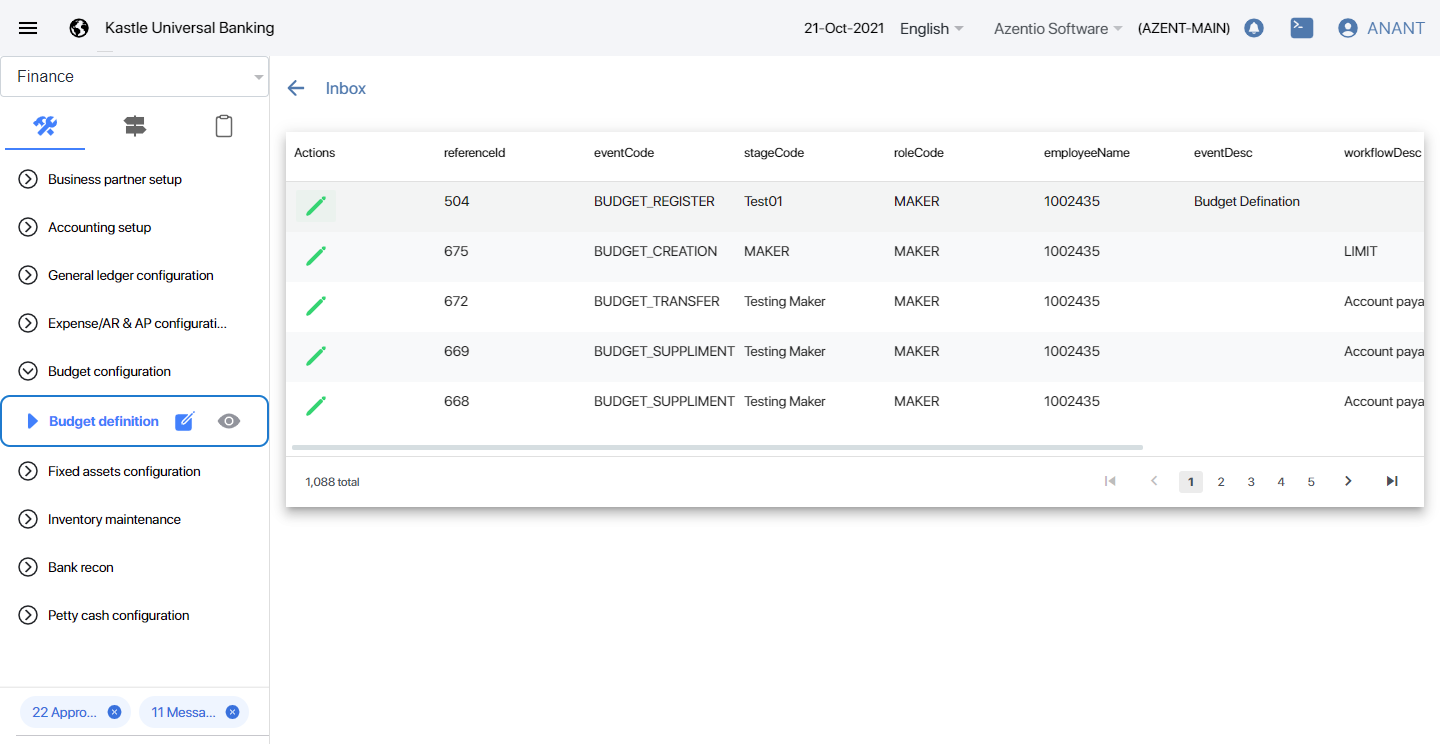 Kastle Universal Banking
21-Oct-2021 English Azentio Software (AZENT-MAIN) ANANT
Finance
Business partner setup
Accounting setup
General ledger configuration
Expense/AR & AP configurati...
Budget configuration
Budget definition
Fixed assets configuration
Inventory maintenance
Bank recon
Petty cash configuration
22 Appro...
11 Messa...
Inbox
Actions referenceId eventCode stageCode roleCode employeeName eventDesc workflowDesc
504 BUDGET_REGISTER Test01 MAKER 1002435 Budget Defination
675 BUDGET_CREATION MAKER MAKER 1002435 LIMIT
672 BUDGET_TRANSFER Testing Maker MAKER 1002435 Account paya
669 BUDGET_SUPPLIMENT Testing Maker MAKER 1002435 Account paya
668 BUDGET_SUPPLIMENT Testing Maker MAKER 1002435 Account paya
1,088 total 1 2 3 4 5